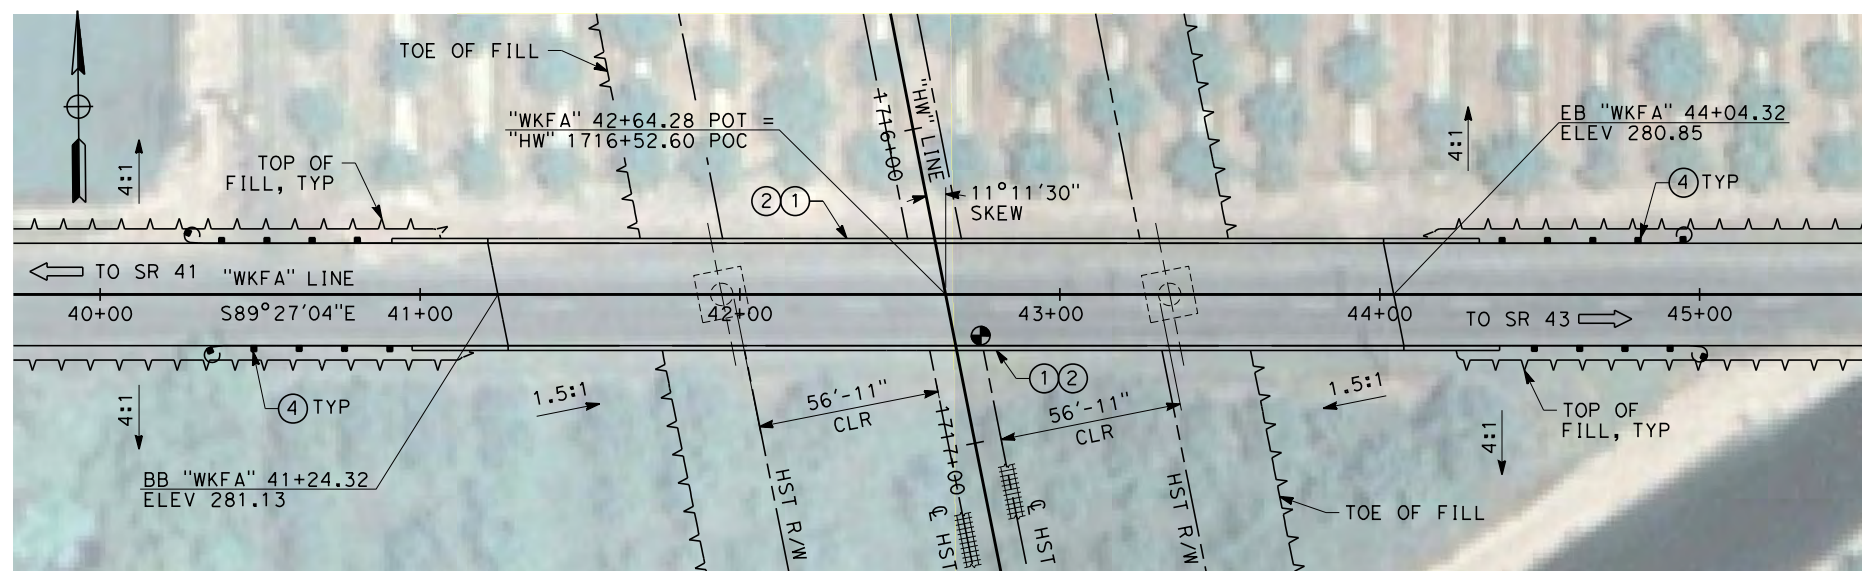 TOE OF FILL
"WKFA" 42+64.28 POT =
"HW" 1716+52.60 POC
1716+00
"HW" LINE
EB "WKFA" 44+04.32
ELEV 280.85
4:1
TOP OF
FILL, TYP
4:1
2 1
11°11'30"
SKEW
4 TYP
TO SR 41
"WKFA" LINE
40+00
S89°27'04"E
41+00
42+00
43+00
44+00
TO SR 43
45+00
4:1
4 TYP
1.5:1
56'-11"
CLR
1 2
56'-11"
CLR
1.5:1
4:1
TOP OF
FILL, TYP
BB "WKFA" 41+24.32
ELEV 281.13
HST R/W
1717+00
℄ HST
℄ HST
HST R/W
TOE OF FILL